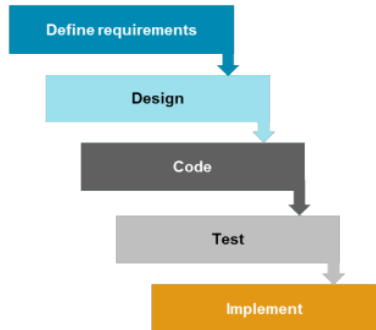 Define requirements
Design
Code
Test
Implement